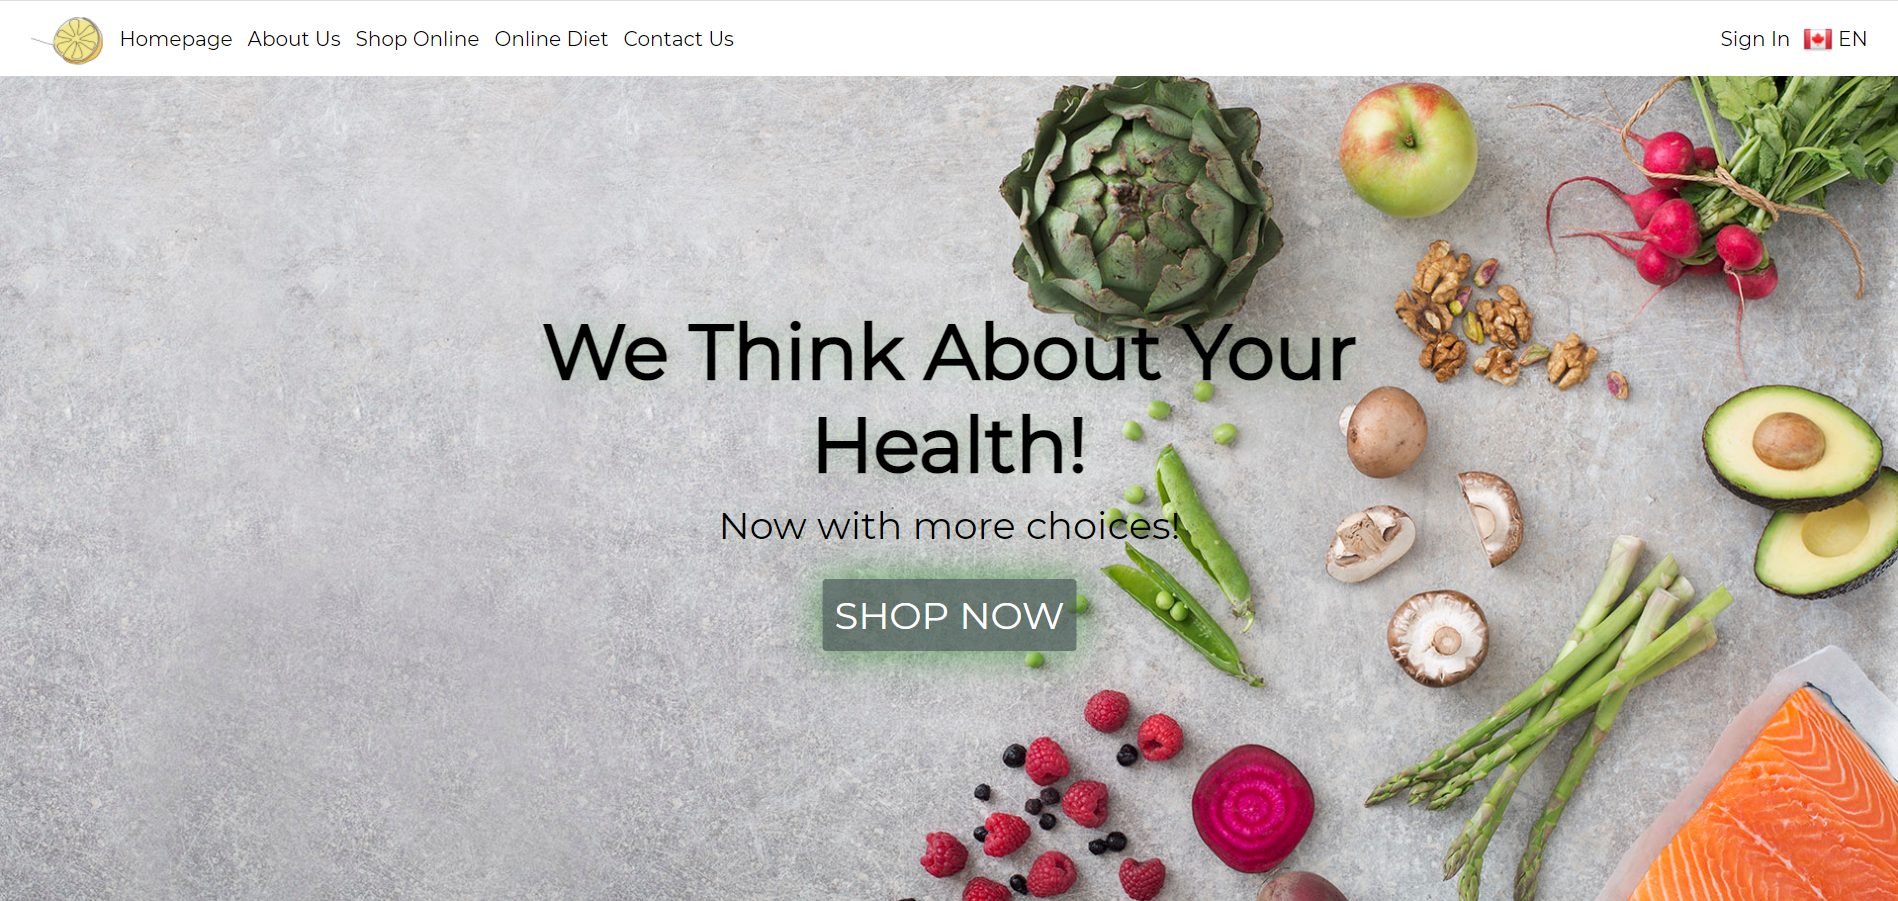 Homepage About Us Shop Online Online Diet Contact Us Sign In EN
We Think About Your
Health!
Now with more choices!
SHOP NOW